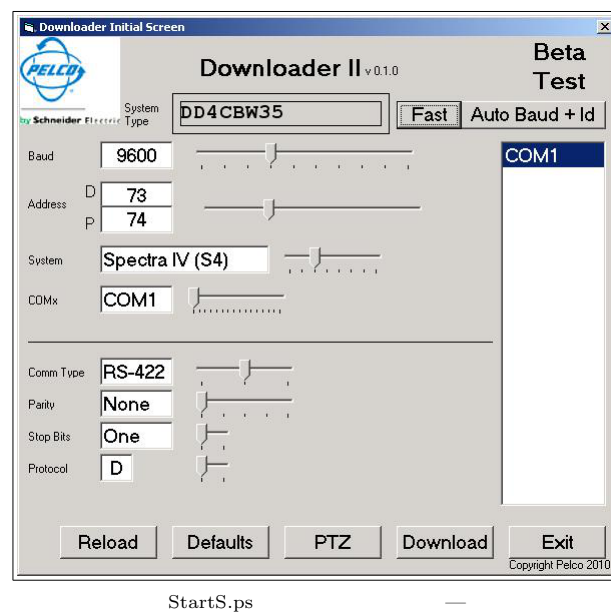 Downloader Initial Screen
PELCO
by Schneider Electric
Downloader II v 0.1.0
Beta
Test
System
Type
DD4CBW35
Fast
Auto Baud + Id
Baud
9600
COM1
Address
D
73
P
74
System
Spectra IV (S4)
COMx
COM1
Comm Type
RS-422
Parity
None
Stop Bits
One
Protocol
D
Reload
Defaults
PTZ
Download
Exit
Copyright Pelco 2010
StartS.ps —